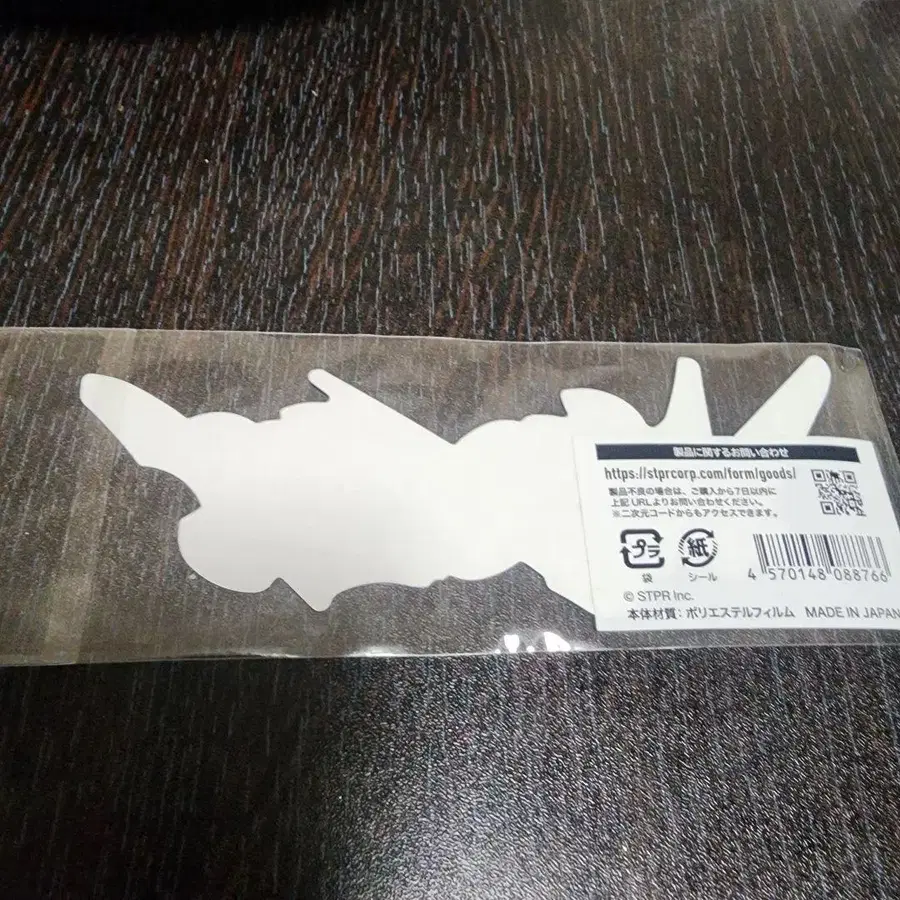 製品に関するお問い合わせ
https://stprcorp.com/form/goods/
製品不良の場合は、ご購入から7日以内に
上記URLよりお問い合わせください。
※二次元コードからもアクセスできます。
プラ
袋
紙
シール
4 570148 088766
© STPR Inc.
本体材質：ポリエステルフィルム MADE IN JAPAN